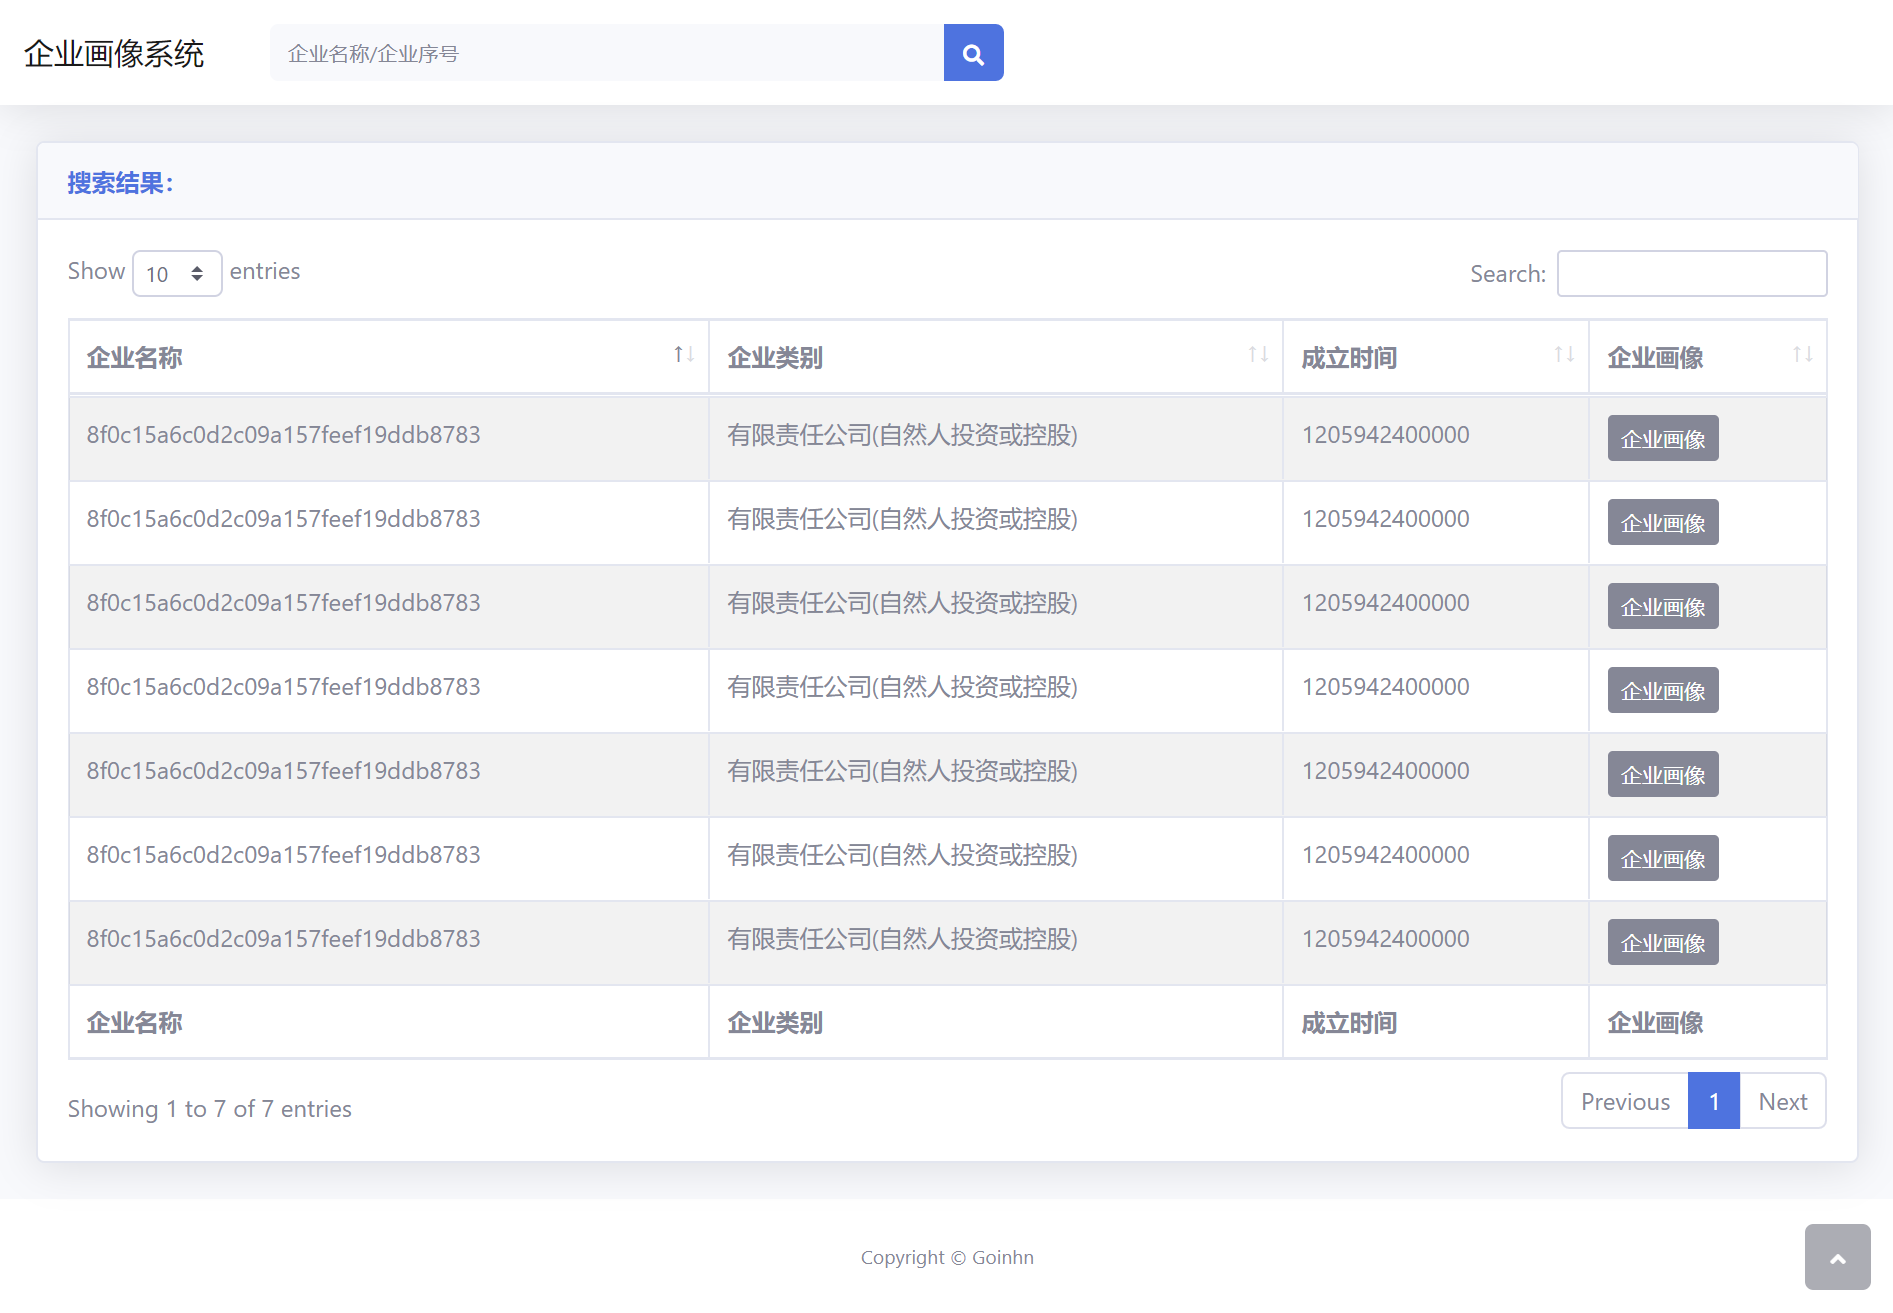 企业画像系统
企业名称/企业序号
搜索结果：
Show 10 entries
Search:
企业名称 企业类别 成立时间 企业画像
8f0c15a6c0d2c09a157feef19ddb8783 有限责任公司(自然人投资或控股) 1205942400000 企业画像
8f0c15a6c0d2c09a157feef19ddb8783 有限责任公司(自然人投资或控股) 1205942400000 企业画像
8f0c15a6c0d2c09a157feef19ddb8783 有限责任公司(自然人投资或控股) 1205942400000 企业画像
8f0c15a6c0d2c09a157feef19ddb8783 有限责任公司(自然人投资或控股) 1205942400000 企业画像
8f0c15a6c0d2c09a157feef19ddb8783 有限责任公司(自然人投资或控股) 1205942400000 企业画像
8f0c15a6c0d2c09a157feef19ddb8783 有限责任公司(自然人投资或控股) 1205942400000 企业画像
8f0c15a6c0d2c09a157feef19ddb8783 有限责任公司(自然人投资或控股) 1205942400000 企业画像
企业名称 企业类别 成立时间 企业画像
Showing 1 to 7 of 7 entries
Previous 1 Next
Copyright © Goinhn